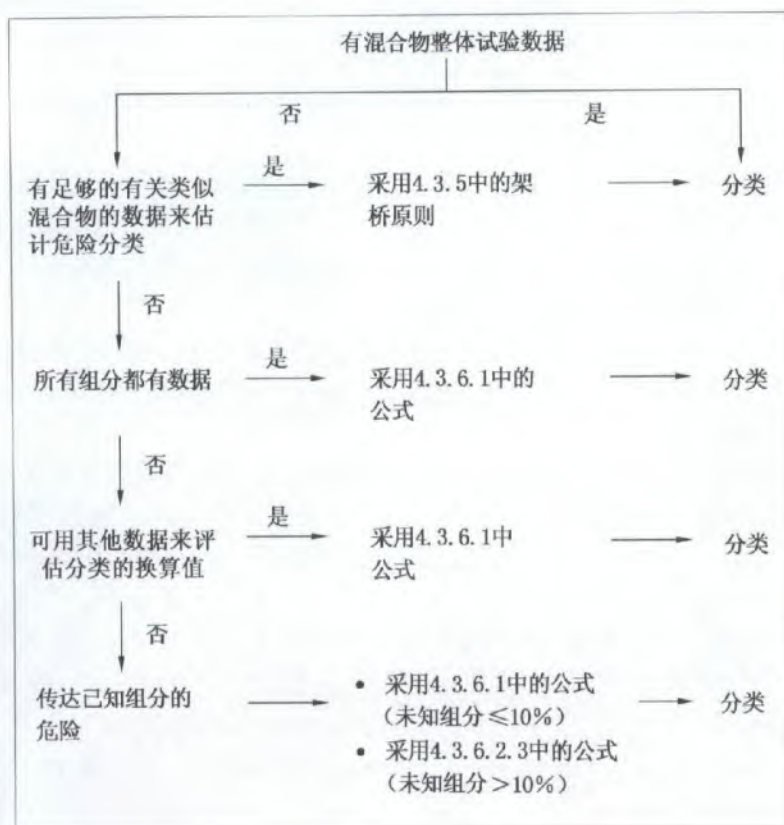 有混合物整体试验数据
否
是
有足够的有关类似
混合物的数据来估
计危险分类
是
采用4.3.5中的架
桥原则
分类
否
所有组分都有数据
是
采用4.3.6.1中的
公式
分类
否
可用其他数据来评
估分类的换算值
是
采用4.3.6.1中
公式
分类
否
传达已知组分的
危险
• 采用4.3.6.1中的公式
（未知组分≤10%）
• 采用4.3.6.2.3中的公式
（未知组分＞10%）
分类